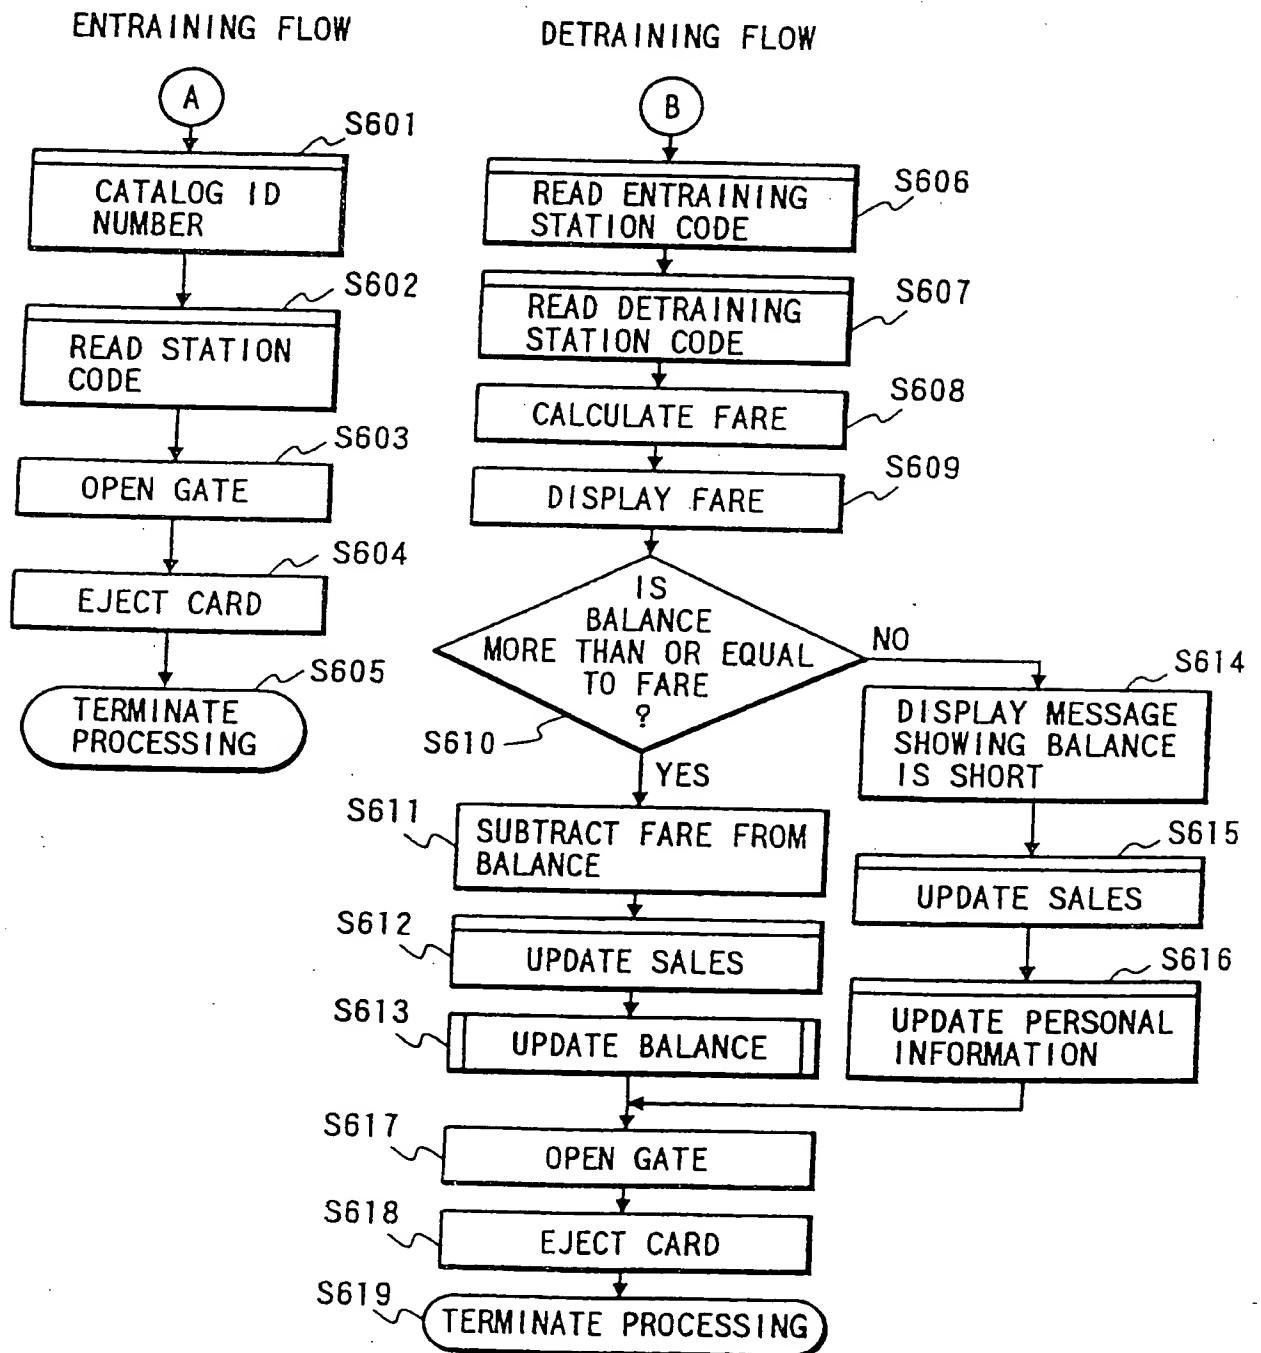 ENTRAINING FLOW
A
S601
CATALOG ID
NUMBER
S602
READ STATION
CODE
S603
OPEN GATE
S604
EJECT CARD
S605
TERMINATE
PROCESSING
DETRAINING FLOW
B
S606
READ ENTRAINING
STATION CODE
S607
READ DETRAINING
STATION CODE
S608
CALCULATE FARE
S609
DISPLAY FARE
IS
BALANCE
MORE THAN OR EQUAL
TO FARE
?
S610
NO
YES
S611
SUBTRACT FARE FROM
BALANCE
S612
UPDATE SALES
S613
UPDATE BALANCE
S614
DISPLAY MESSAGE
SHOWING BALANCE
IS SHORT
S615
UPDATE SALES
S616
UPDATE PERSONAL
INFORMATION
S617
OPEN GATE
S618
EJECT CARD
S619
TERMINATE PROCESSING